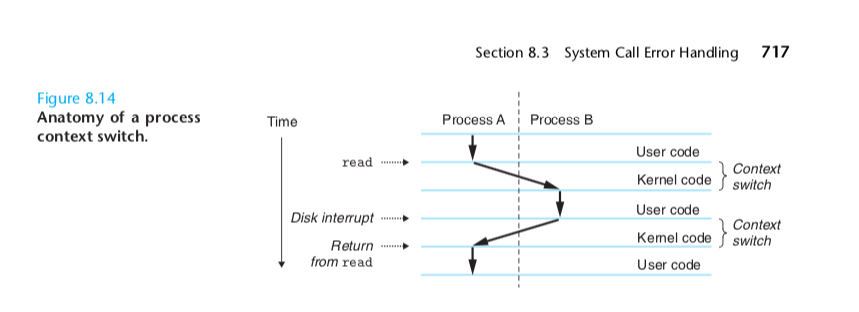 Section 8.3 System Call Error Handling 717
Figure 8.14
Anatomy of a process
context switch.
Time
Process A
Process B
read
Disk interrupt
Return
from read
User code
Kernel code
User code
Kernel code
User code
Context
switch
Context
switch